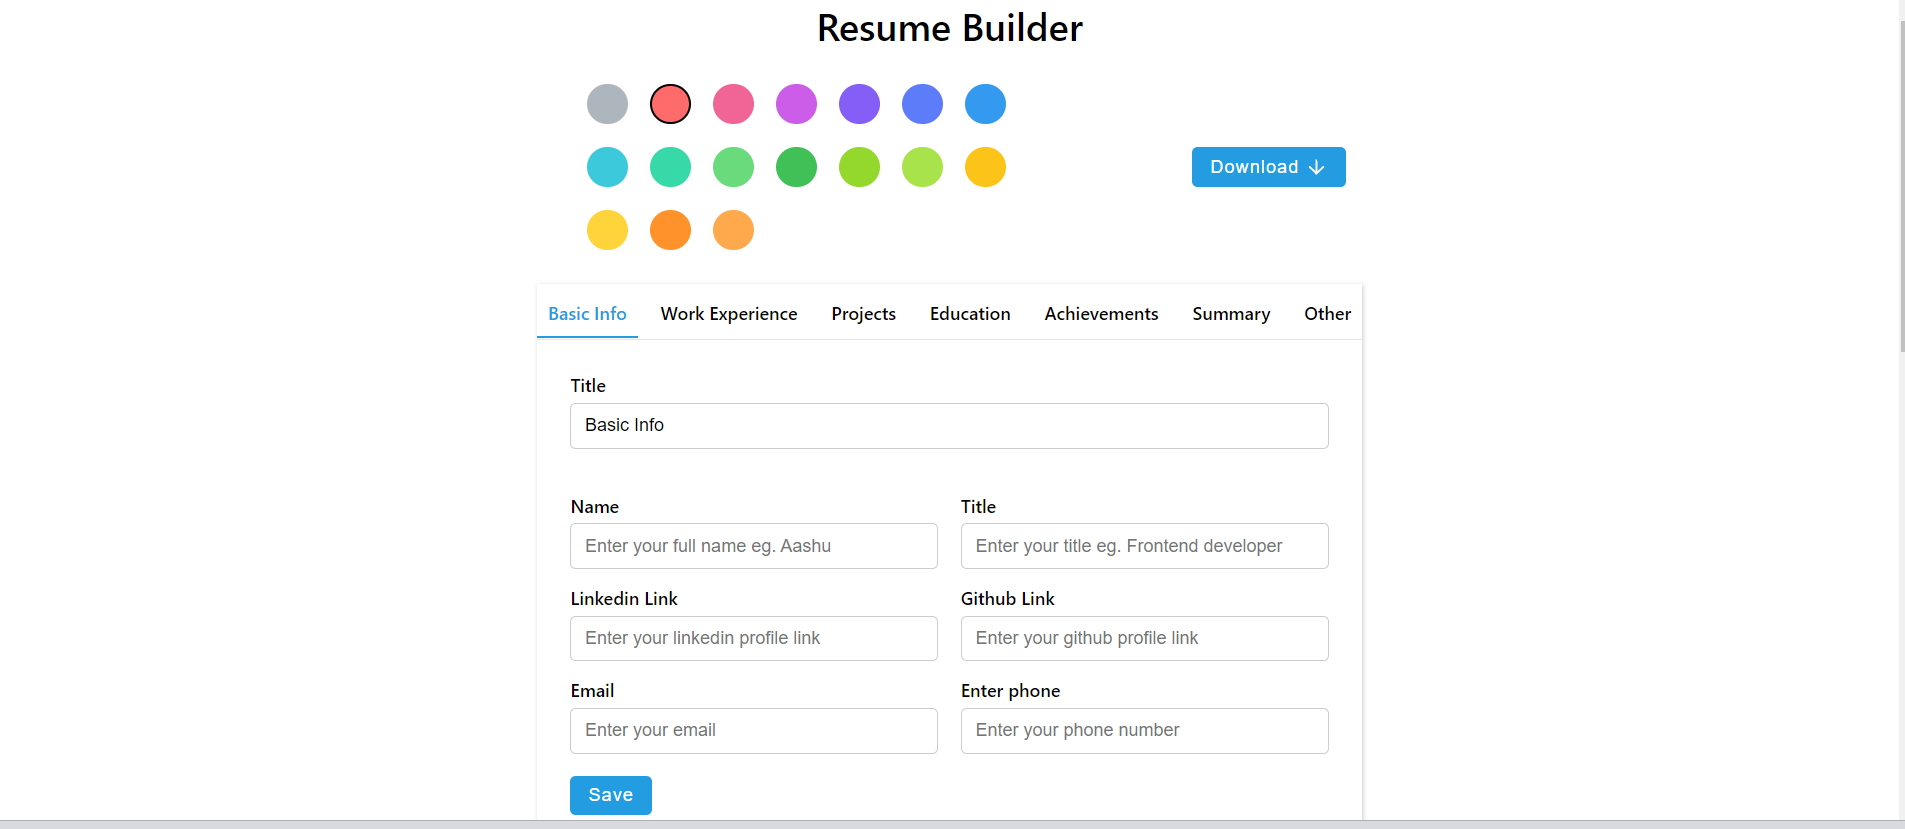 Resume Builder
Download
Basic Info Work Experience Projects Education Achievements Summary Other
Title
Basic Info
Name Title
Enter your full name eg. Aashu Enter your title eg. Frontend developer
Linkedin Link Github Link
Enter your linkedin profile link Enter your github profile link
Email Enter phone
Enter your email Enter your phone number
Save